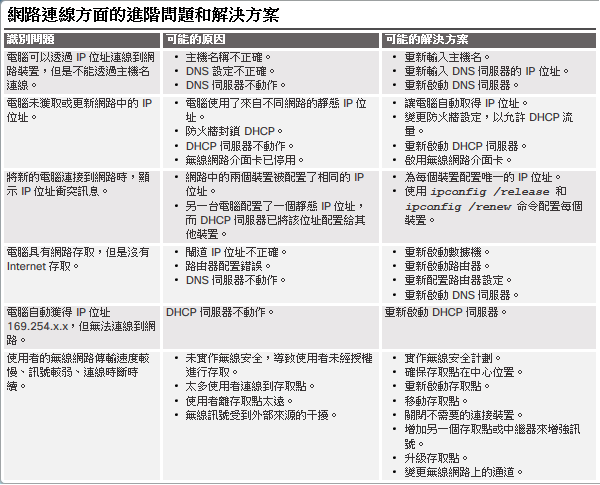 網路連線方面的進階問題和解決方案
識別問題
可能的原因
可能的解決方案
電腦可以透過 IP 位址連線到網
路裝置，但是不能透過主機名
連線。
• 主機名稱不正確。
• DNS 設定不正確。
• DNS 伺服器不動作。
• 重新輸入主機名。
• 重新輸入 DNS 伺服器的 IP 位址。
• 重新啟動 DNS 伺服器。
電腦未獲取或更新網路中的 IP
位址。
• 電腦使用了來自不同網路的靜態 IP 位
址。
• 防火牆封鎖 DHCP。
• DHCP 伺服器不動作。
• 無線網路介面卡已停用。
• 讓電腦自動取得 IP 位址。
• 變更防火牆設定，以允許 DHCP 流
量。
• 重新啟動 DHCP 伺服器。
• 啟用無線網路介面卡。
將新的電腦連接到網路時，顯
示 IP 位址衝突訊息。
• 網路中的兩個裝置被配置了相同的 IP
位址。
• 另一台電腦配置了一個靜態 IP 位址，
而 DHCP 伺服器已將該位址配置給其
他裝置。
• 為每個裝置配置唯一的 IP 位址。
• 使用 ipconfig /release 和
ipconfig /renew 命令配置每個
裝置。
電腦具有網路存取，但是沒有
Internet 存取。
• 閘道 IP 位址不正確。
• 路由器配置錯誤。
• DNS 伺服器不動作。
• 重新啟動數據機。
• 重新啟動路由器。
• 重新配置路由器設定。
• 重新啟動 DNS 伺服器。
電腦自動獲得 IP 位址
169.254.x.x，但無法連線到網
路。
DHCP 伺服器不動作。
重新啟動 DHCP 伺服器。
使用者的無線網路傳輸速度較
慢、訊號較弱、連線時斷時
續。
• 未實作無線安全，導致使用者未經授權
進行存取。
• 太多使用者連線到存取點。
• 使用者離存取點太遠。
• 無線訊號受到外部來源的干擾。
• 實作無線安全計劃。
• 確保存取點在中心位置。
• 重新啟動存取點。
• 移動存取點。
• 關閉不需要的連接裝置。
• 增加另一個存取點或中繼器來增強訊
號。
• 升級存取點。
• 變更無線網路上的通道。